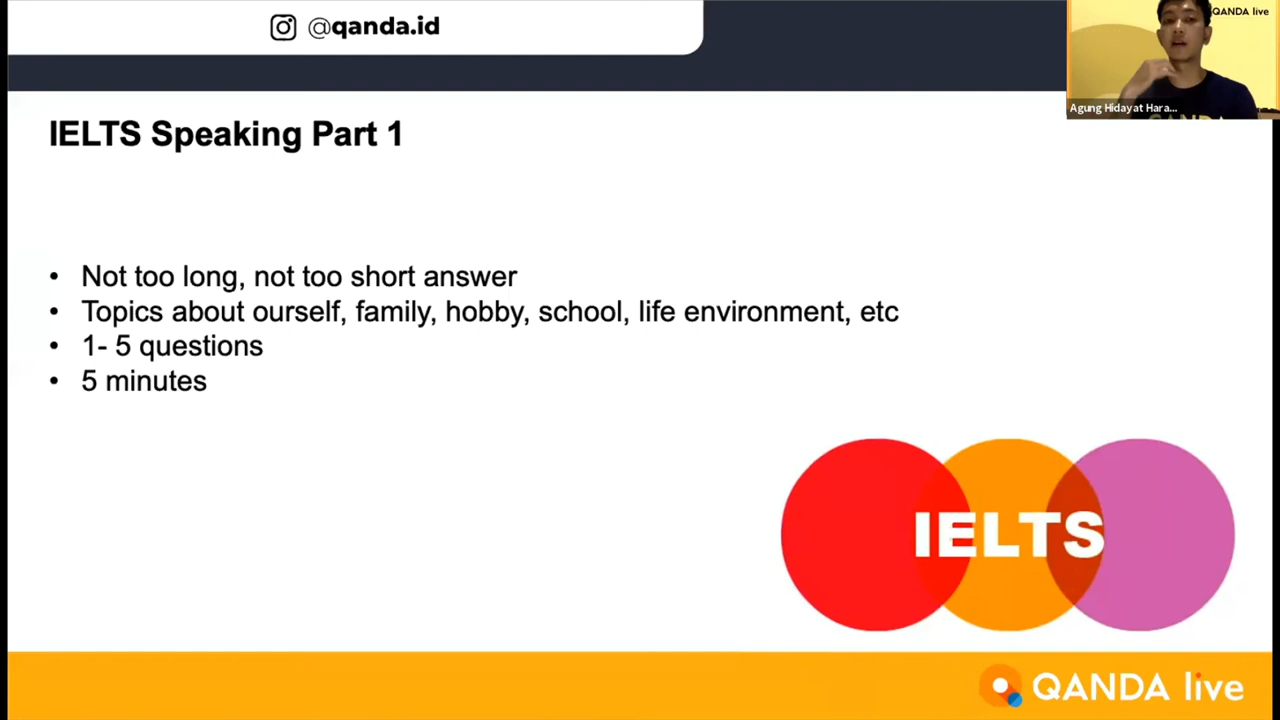 @qanda.id
QANDA live
Agung Hidayat Hara...
IELTS Speaking Part 1
• Not too long, not too short answer
• Topics about ourself, family, hobby, school, life environment, etc
• 1- 5 questions
• 5 minutes
IELTS
QANDA live